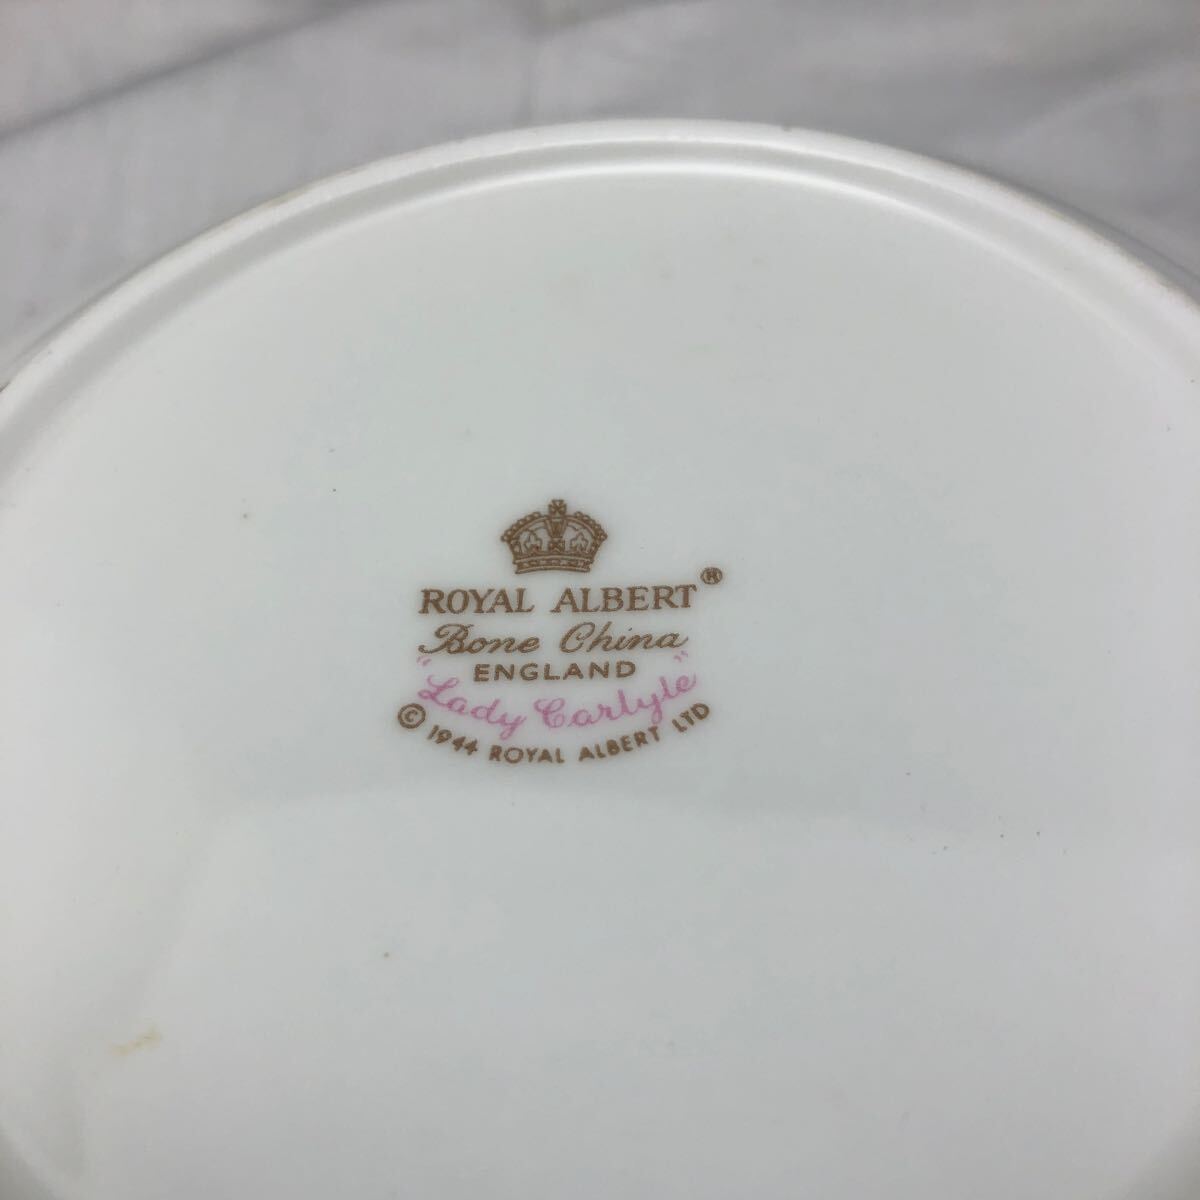 ROYAL ALBERT®
Bone China
ENGLAND
"Lady Carlyle"
© 1944 ROYAL ALBERT LTD